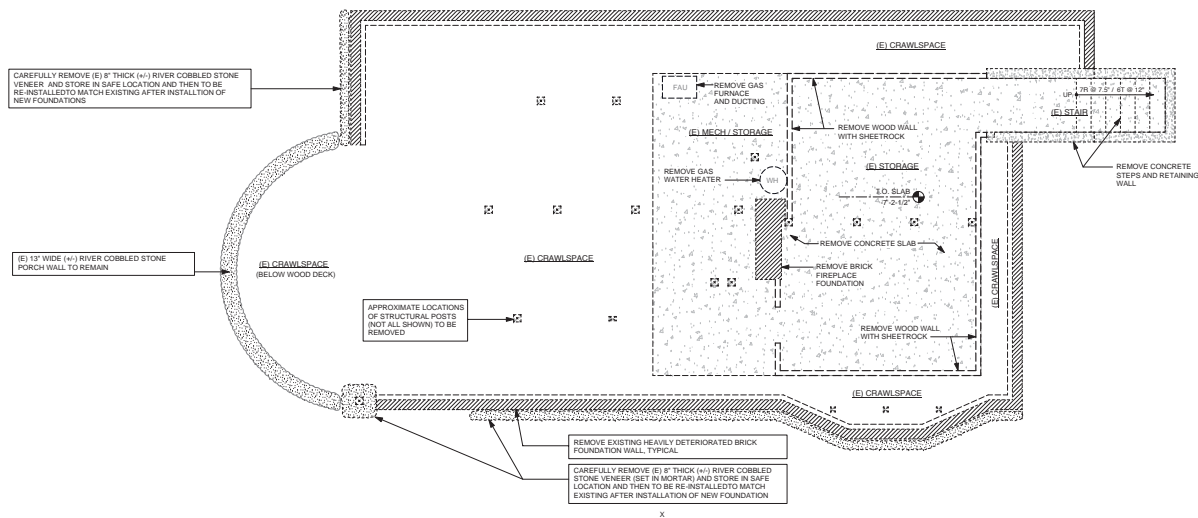 (E) CRAWLSPACE
CAREFULLY REMOVE (E) 8" THICK (+/-) RIVER COBBLED STONE
VENEER AND STORE IN SAFE LOCATION AND THEN TO BE
RE-INSTALLEDTO MATCH EXISTING AFTER INSTALLTION OF
NEW FOUNDATIONS
FAU
REMOVE GAS
FURNACE
AND DUCTING
UP
7R @ 7.5" / 6T @ 12"
(E) STAIR
(E) MECH / STORAGE
REMOVE WOOD WALL
WITH SHEETROCK
REMOVE CONCRETE
STEPS AND RETAINING
WALL
(E) STORAGE
REMOVE GAS
WATER HEATER
WH
T.O. SLAB
-7'-2-1/2"
REMOVE CONCRETE SLAB
(E) 13" WIDE (+/-) RIVER COBBLED STONE
PORCH WALL TO REMAIN
(E) CRAWLSPACE
(BELOW WOOD DECK)
(E) CRAWLSPACE
REMOVE BRICK
FIREPLACE
FOUNDATION
(E) CRAWLSPACE
APPROXIMATE LOCATIONS
OF STRUCTURAL POSTS
(NOT ALL SHOWN) TO BE
REMOVED
REMOVE WOOD WALL
WITH SHEETROCK
(E) CRAWLSPACE
REMOVE EXISTING HEAVILY DETERIORATED BRICK
FOUNDATION WALL, TYPICAL
CAREFULLY REMOVE (E) 8" THICK (+/-) RIVER COBBLED
STONE VENEER (SET IN MORTAR) AND STORE IN SAFE
LOCATION AND THEN TO BE RE-INSTALLEDTO MATCH
EXISTING AFTER INSTALLATION OF NEW FOUNDATION
X